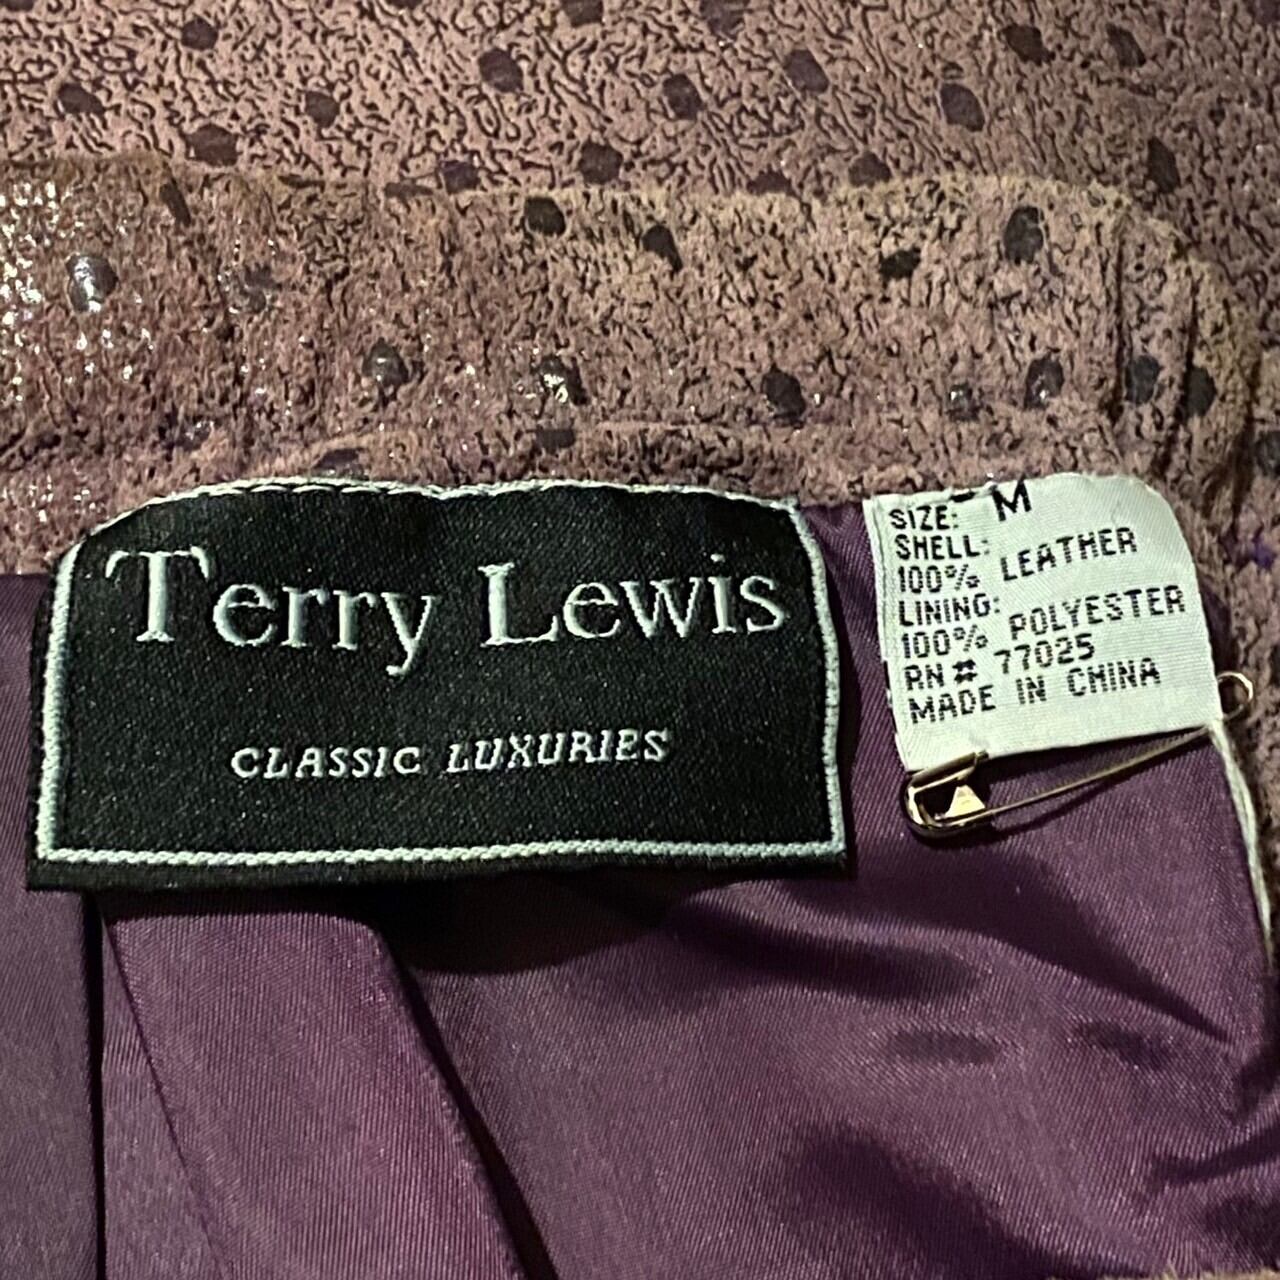 Terry Lewis
CLASSIC LUXURIES
SIZE: M
SHELL:
100% LEATHER
LINING:
100% POLYESTER
RN# 77025
MADE IN CHINA